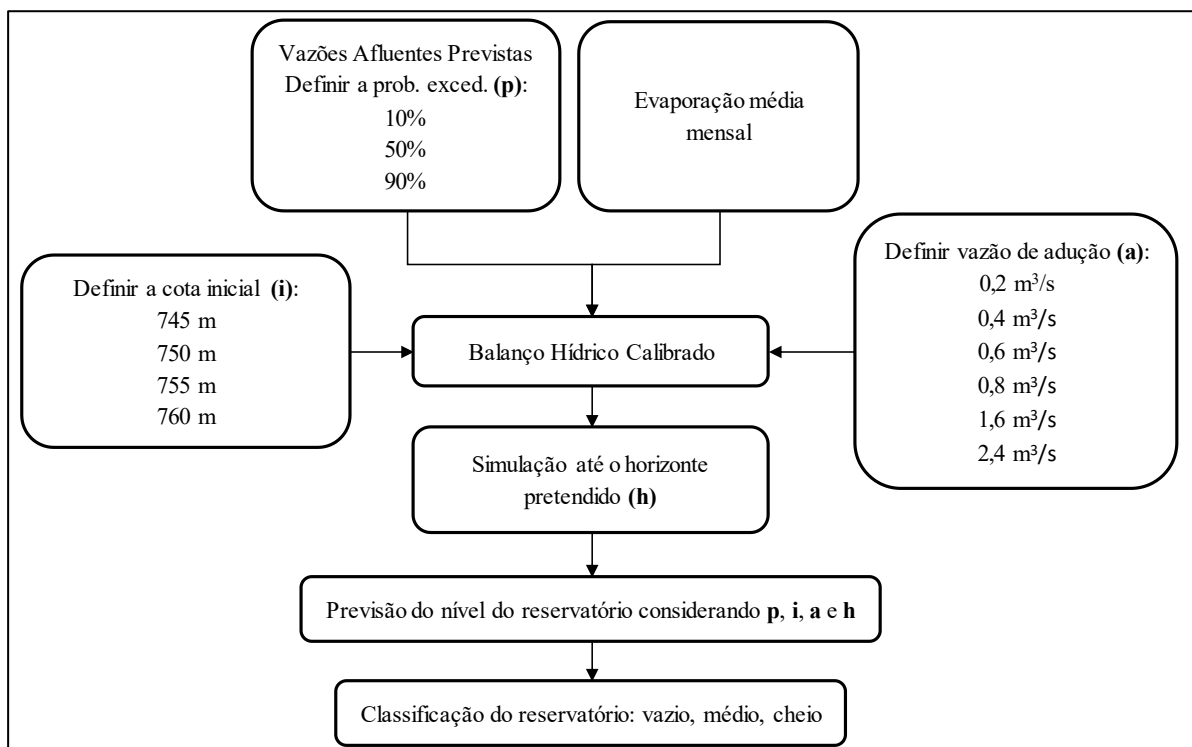 Vazões Afluentes Previstas
Definir a prob. exced. (p):
10%
50%
90%
Evaporação média
mensal
Definir a cota inicial (i):
745 m
750 m
755 m
760 m
Definir vazão de adução (a):
0,2 m³/s
0,4 m³/s
0,6 m³/s
0,8 m³/s
1,6 m³/s
2,4 m³/s
Balanço Hídrico Calibrado
Simulação até o horizonte
pretendido (h)
Previsão do nível do reservatório considerando p, i, a e h
Classificação do reservatório: vazio, médio, cheio